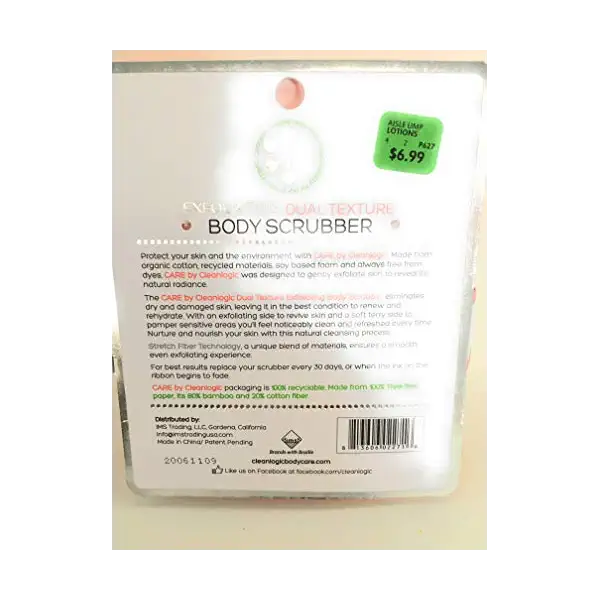 AISLE UMP
LOTIONS
4 2 P627
$6.99
DUAL TEXTURE
BODY SCRUBBER
Protect your skin and the environment with CARE by Cleanlogic. Made from
organic cotton, recycled materials, soy based foam and always free from
dyes, CARE by Cleanlogic was designed to gently exfoliate skin to reveal its
natural radiance.
The CARE by Cleanlogic Dual Texture Exfoliating Body Scrubber eliminates
dry and damaged skin, leaving it in the best condition to renew and
rehydrate. With an exfoliating side to revive skin and a soft terry side to
pamper sensitive areas you'll feel noticeably clean and refreshed every time.
Nurture and nourish your skin with this natural cleansing process.
Stretch Fiber Technology, a unique blend of materials, ensures a smooth
even exfoliating experience.
For best results replace your scrubber every 30 days, or when the ink on the
ribbon begins to fade.
CARE by Cleanlogic packaging is 100% recyclable. Made from 100% tree-free
paper, its 80% bamboo and 20% cotton fiber.
Distributed by:
IMS Trading, LLC, Gardena, California
info@imstradingusa.com
Made in China/ Patent Pending
Brands with Braille
20061109
cleanlogicbodycare.com
Like us on Facebook at facebook.com/cleanlogic